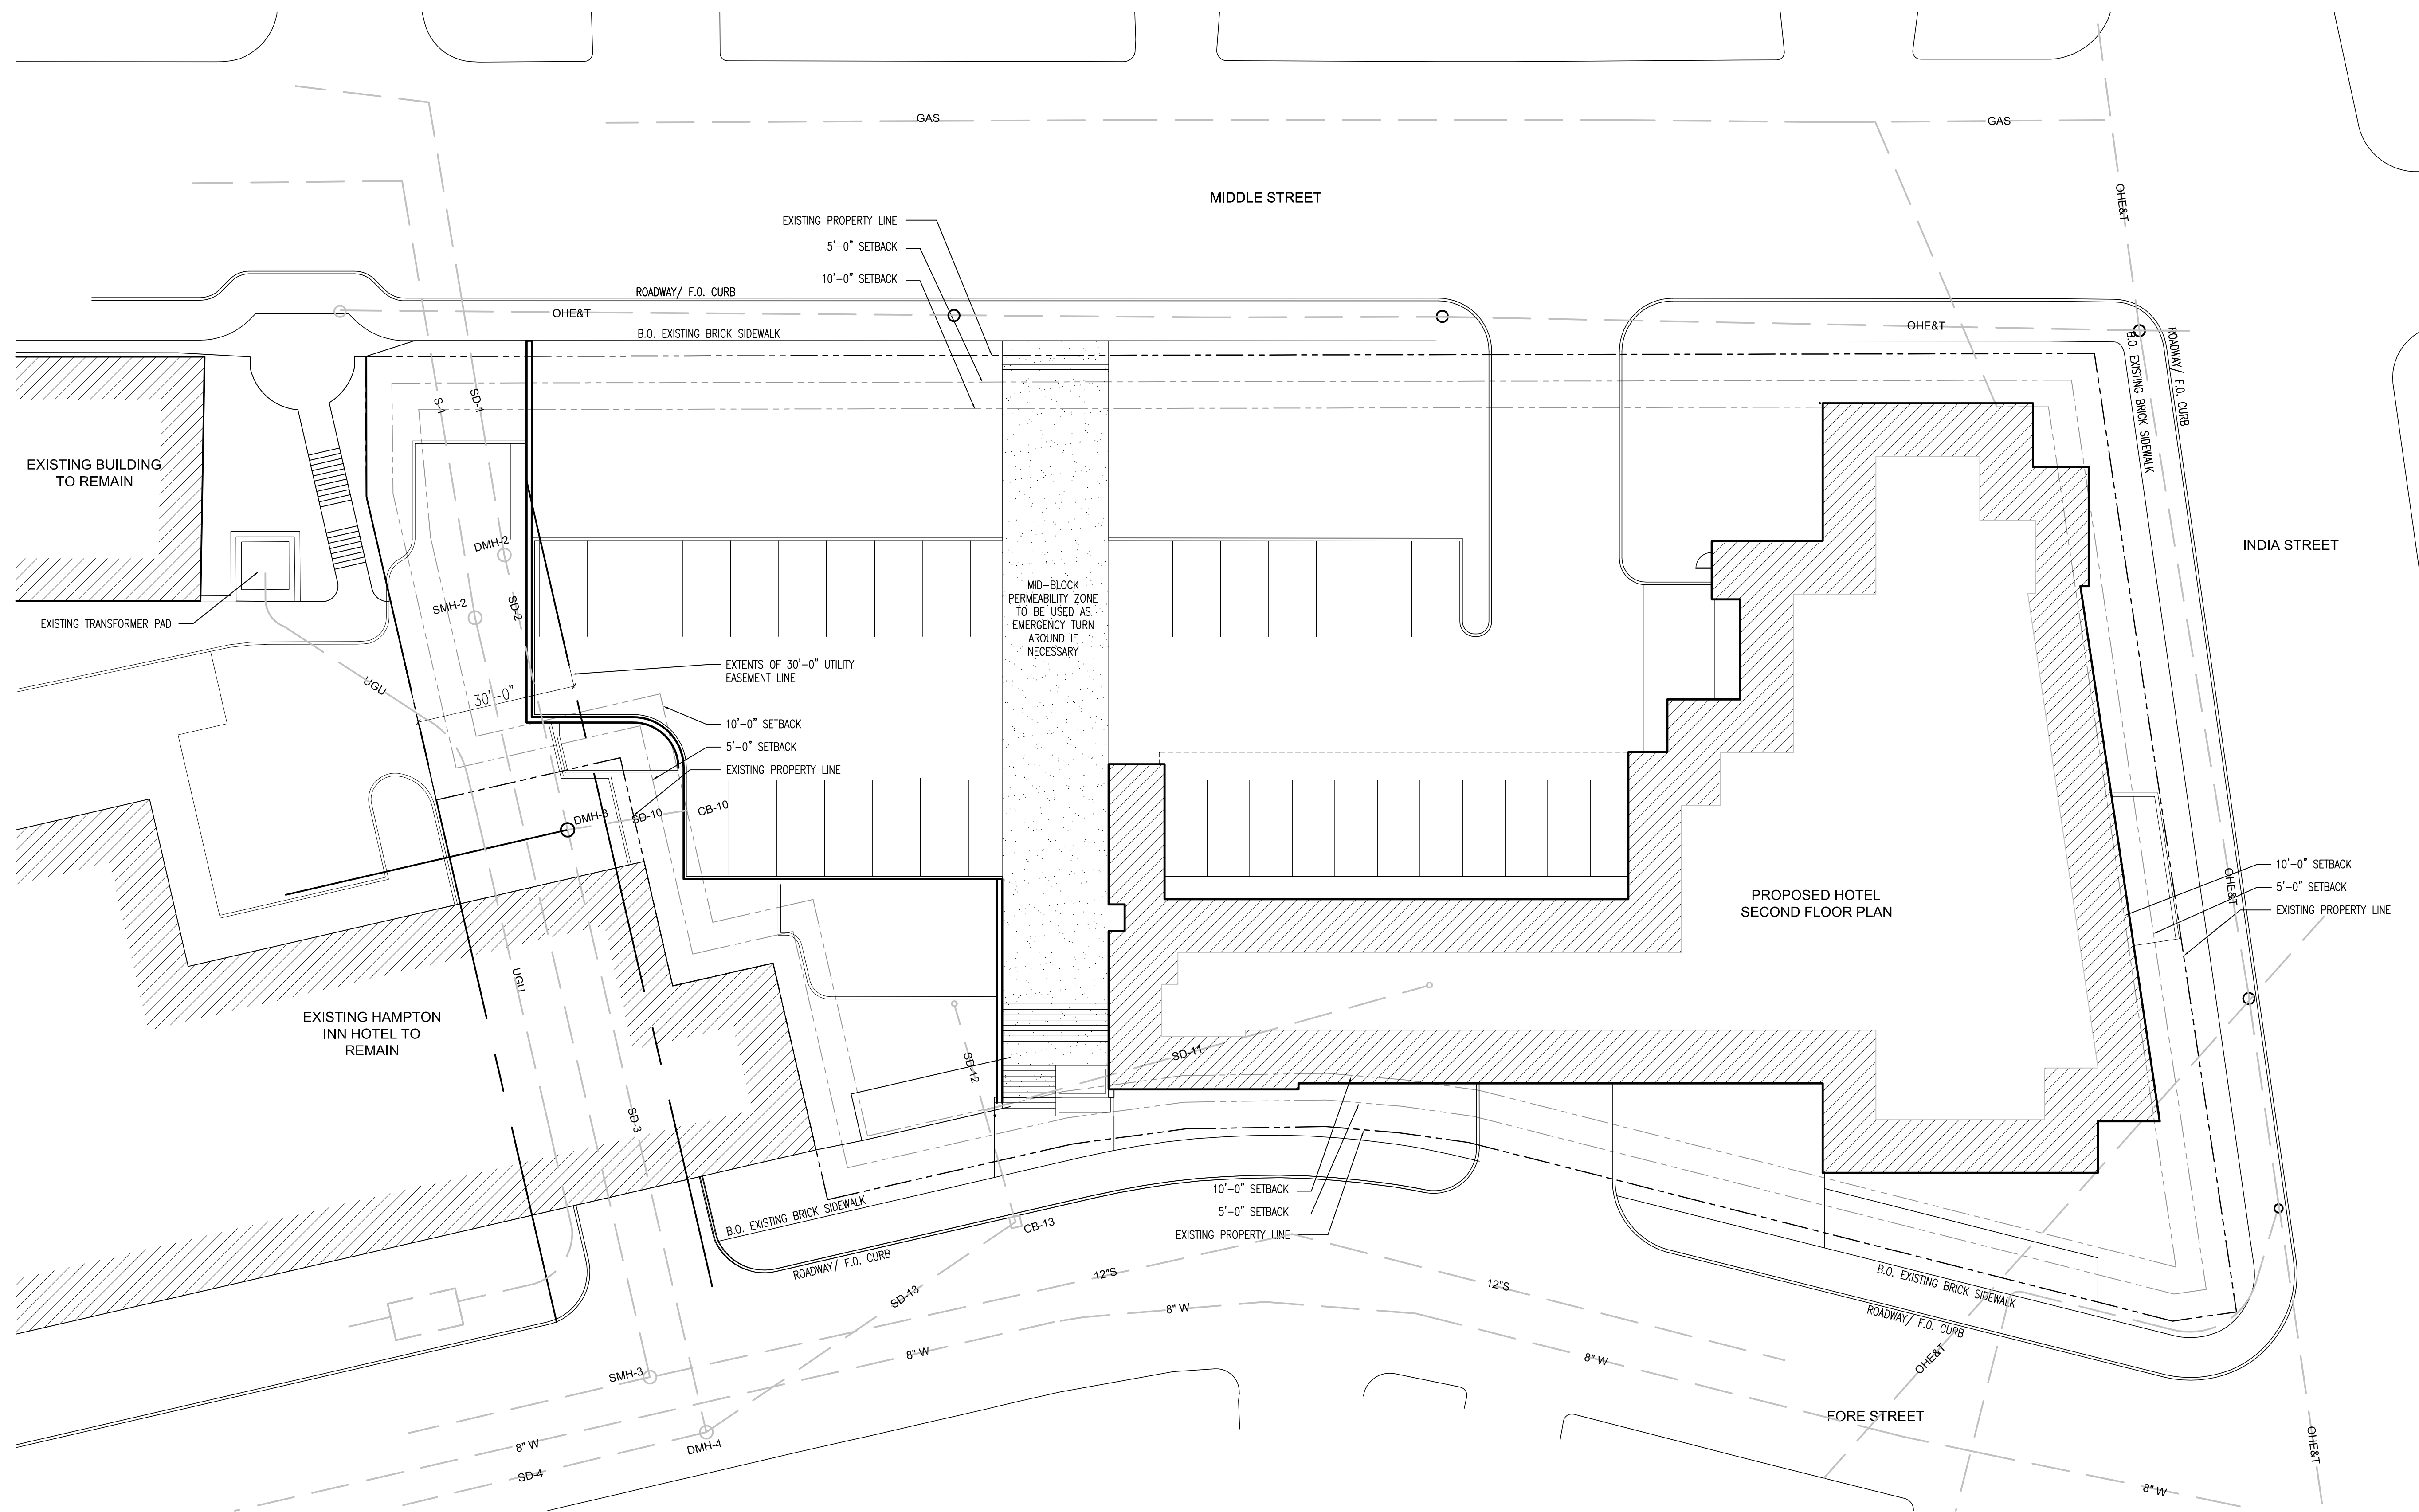 GAS
GAS
MIDDLE STREET
OHE&T
EXISTING PROPERTY LINE
5'-0" SETBACK
10'-0" SETBACK
ROADWAY/ F.O. CURB
OHE&T
B.O. EXISTING BRICK SIDEWALK
OHE&T
ROADWAY/ F.O. CURB
B.O. EXISTING BRICK SIDEWALK
S-1
SD-1
EXISTING BUILDING
TO REMAIN
DMH-2
INDIA STREET
SMH-2
SD-2
EXISTING TRANSFORMER PAD
MID-BLOCK
PERMEABILITY ZONE
TO BE USED AS
EMERGENCY TURN
AROUND IF
NECESSARY
EXTENTS OF 30'-0" UTILITY
EASEMENT LINE
UGU
30'-0"
10'-0" SETBACK
5'-0" SETBACK
EXISTING PROPERTY LINE
DMH-3
SD-10
CB-10
PROPOSED HOTEL
SECOND FLOOR PLAN
OHE&T
10'-0" SETBACK
5'-0" SETBACK
EXISTING PROPERTY LINE
UGU
EXISTING HAMPTON
INN HOTEL TO
REMAIN
SD-12
SD-11
SD-3
10'-0" SETBACK
5'-0" SETBACK
EXISTING PROPERTY LINE
B.O. EXISTING BRICK SIDEWALK
CB-13
ROADWAY/ F.O. CURB
12"S
12"S
B.O. EXISTING BRICK SIDEWALK
ROADWAY/ F.O. CURB
SD-13
8" W
8" W
8" W
OHE&T
SMH-3
FORE STREET
DMH-4
8" W
SD-4
OHE&T
8" W